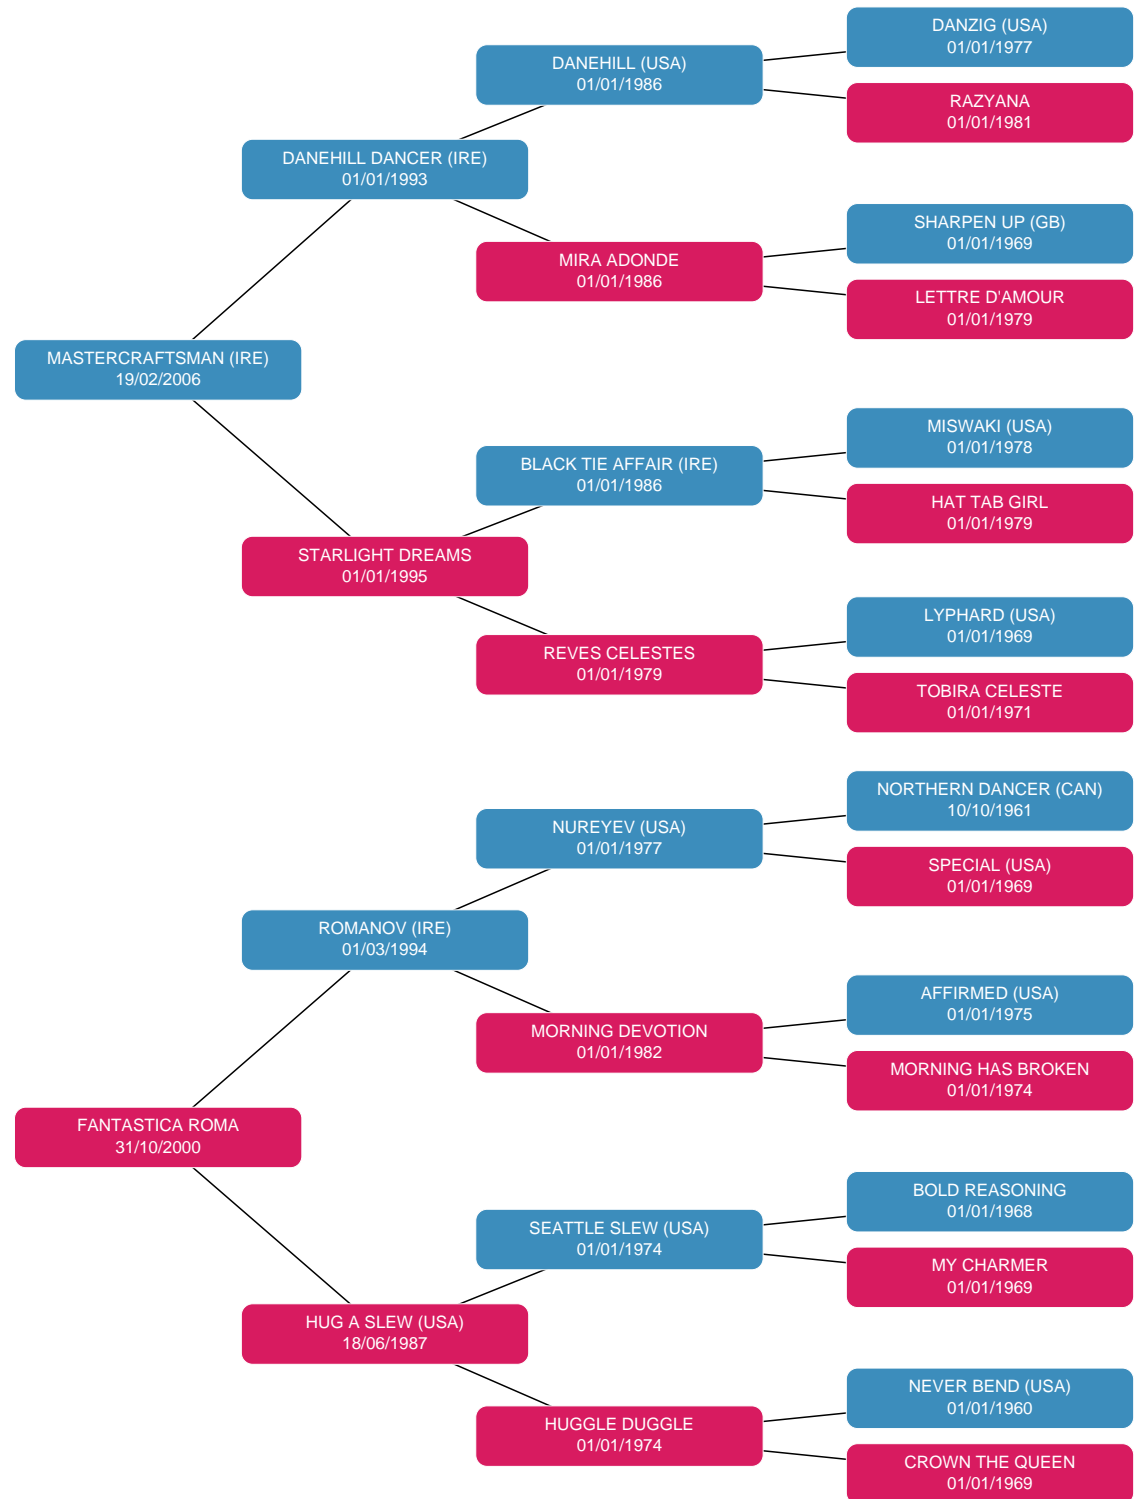 DANZIG (USA)
01/01/1977
DANEHILL (USA)
01/01/1986
RAZYANA
01/01/1981
DANEHILL DANCER (IRE)
01/01/1993
SHARPEN UP (GB)
01/01/1969
MIRA ADONDE
01/01/1986
LETTRE D'AMOUR
01/01/1979
MASTERCRAFTSMAN (IRE)
19/02/2006
MISWAKI (USA)
01/01/1978
BLACK TIE AFFAIR (IRE)
01/01/1986
HAT TAB GIRL
01/01/1979
STARLIGHT DREAMS
01/01/1995
LYPHARD (USA)
01/01/1969
REVES CELESTES
01/01/1979
TOBIRA CELESTE
01/01/1971
NORTHERN DANCER (CAN)
10/10/1961
NUREYEV (USA)
01/01/1977
SPECIAL (USA)
01/01/1969
ROMANOV (IRE)
01/03/1994
AFFIRMED (USA)
01/01/1975
MORNING DEVOTION
01/01/1982
MORNING HAS BROKEN
01/01/1974
FANTASTICA ROMA
31/10/2000
BOLD REASONING
01/01/1968
SEATTLE SLEW (USA)
01/01/1974
MY CHARMER
01/01/1969
HUG A SLEW (USA)
18/06/1987
NEVER BEND (USA)
01/01/1960
HUGGLE DUGGLE
01/01/1974
CROWN THE QUEEN
01/01/1969